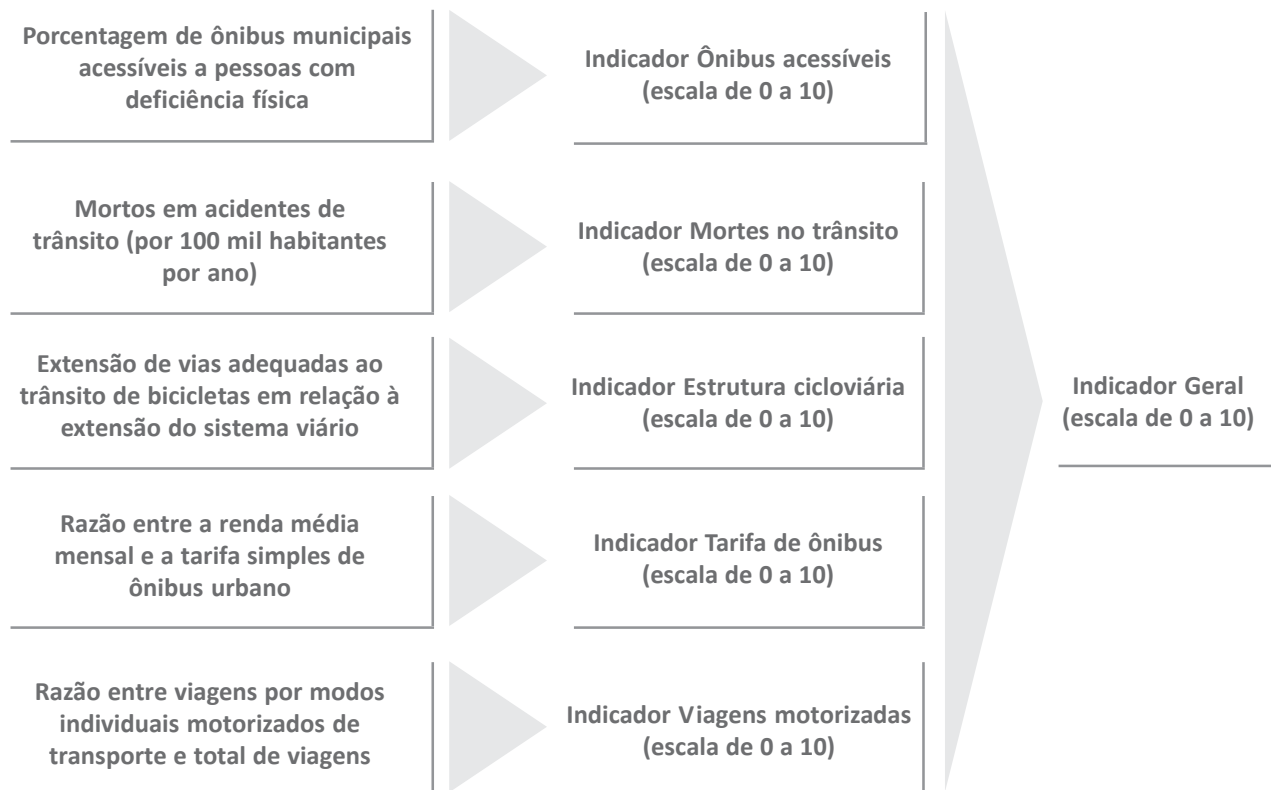 Porcentagem de ônibus municipais
acessíveis a pessoas com
deficiência física
Indicador Ônibus acessíveis
(escala de 0 a 10)
Mortos em acidentes de
trânsito (por 100 mil habitantes
por ano)
Indicador Mortes no trânsito
(escala de 0 a 10)
Extensão de vias adequadas ao
trânsito de bicicletas em relação à
extensão do sistema viário
Indicador Estrutura cicloviária
(escala de 0 a 10)
Indicador Geral
(escala de 0 a 10)
Razão entre a renda média
mensal e a tarifa simples de
ônibus urbano
Indicador Tarifa de ônibus
(escala de 0 a 10)
Razão entre viagens por modos
individuais motorizados de
transporte e total de viagens
Indicador Viagens motorizadas
(escala de 0 a 10)